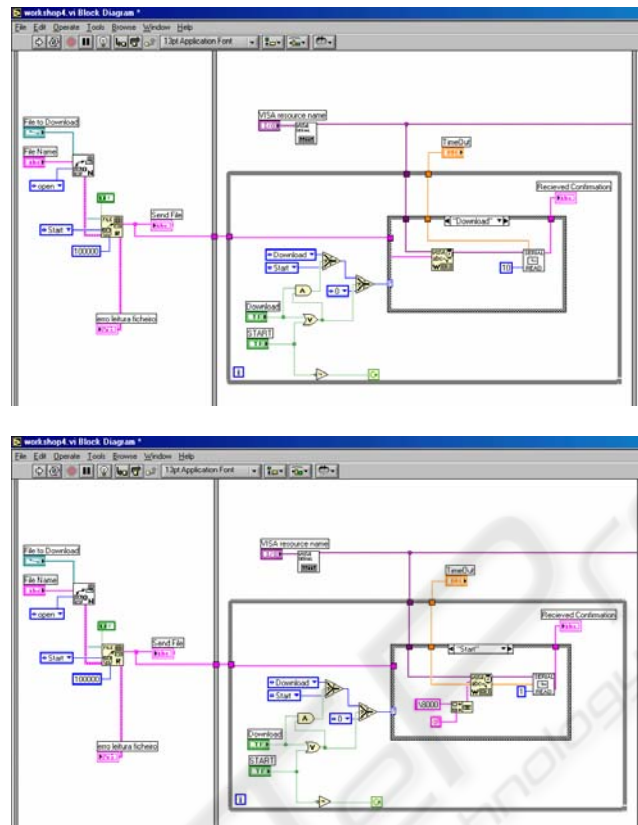 workshop4.vi Block Diagram *
File Edit Operate Tools Browse Window Help
13pt Application Font
VISA resource name
File to Download
TimeOut
File Name
open
Recieved Confirmation
"Download"
Send File
Start
100000
Download
Start
10
0
Download
erro leitura ficheiro
START
i
workshop4.vi Block Diagram *
File Edit Operate Tools Browse Window Help
13pt Application Font
VISA resource name
File to Download
TimeOut
File Name
open
Recieved Confirmation
"Start"
Send File
Start
100000
Download
Start
0
Download
erro leitura ficheiro
START
i